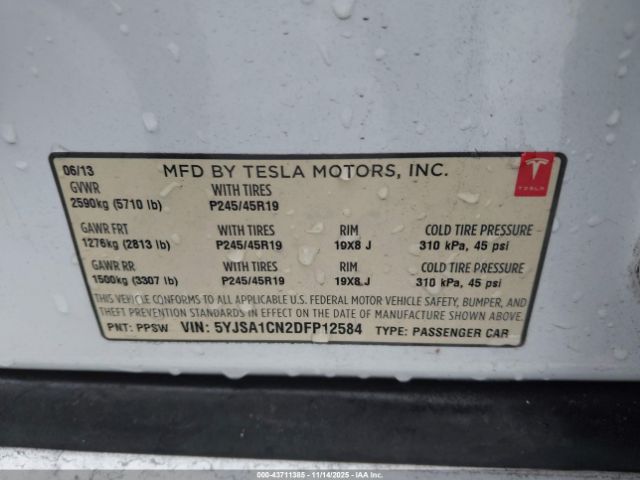 06/13 MFD BY TESLA MOTORS, INC. TESLA
GVWR WITH TIRES
2590kg (5710 lb) P245/45R19
GAWR FRT WITH TIRES RIM COLD TIRE PRESSURE
1276kg (2813 lb) P245/45R19 19X8 J 310 kPa, 45 psi
GAWR RR WITH TIRES RIM COLD TIRE PRESSURE
1500kg (3307 lb) P245/45R19 19X8 J 310 kPa, 45 psi
THIS VEHICLE CONFORMS TO ALL APPLICABLE U.S. FEDERAL MOTOR VEHICLE SAFETY, BUMPER, AND
THEFT PREVENTION STANDARDS IN EFFECT ON THE DATE OF MANUFACTURE SHOWN ABOVE.
PNT: PPSW VIN: 5YJSA1CN2DFP12584 TYPE: PASSENGER CAR
000-43711385 - 11/14/2025 - IAA Inc.